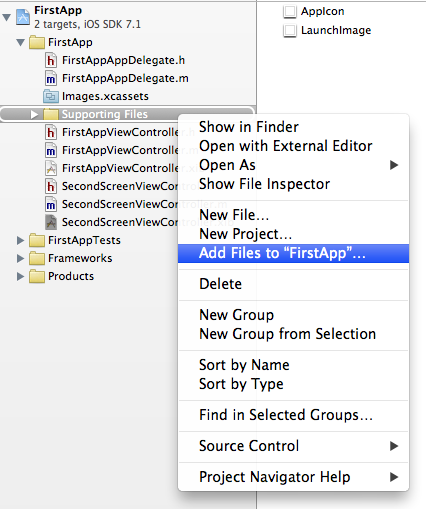 FirstApp
2 targets, iOS SDK 7.1
FirstApp
FirstAppAppDelegate.h
FirstAppAppDelegate.m
Images.xcassets
Supporting Files
FirstAppViewController.h
FirstAppViewController.
FirstAppViewController.
SecondScreenViewCont
SecondScreenViewCont
SecondScreenViewCont
FirstAppTests
Frameworks
Products
AppIcon
LaunchImage
Show in Finder
Open with External Editor
Open As
Show File Inspector
New File...
New Project...
Add Files to “FirstApp”...
Delete
New Group
New Group from Selection
Sort by Name
Sort by Type
Find in Selected Groups...
Source Control
Project Navigator Help